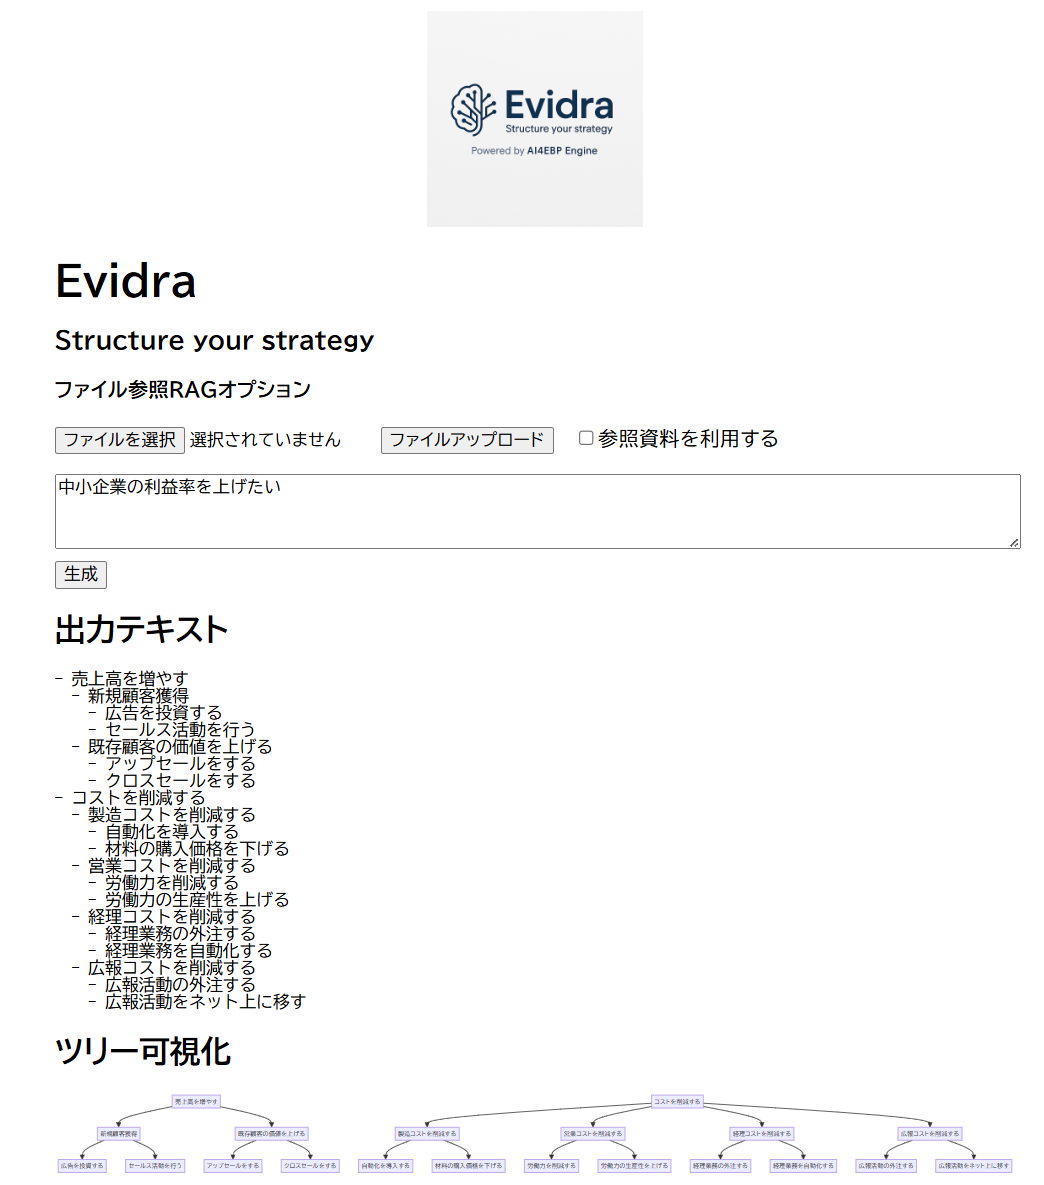 Evidra
Structure your strategy
Powered by AI4EBP Engine
Evidra
Structure your strategy
ファイル参照RAGオプション
ファイルを選択 選択されていません ファイルアップロード 参照資料を利用する
中小企業の利益率を上げたい
生成
出力テキスト
- 売上高を増やす
  - 新規顧客獲得
    - 広告を投資する
    - セールス活動を行う
  - 既存顧客の価値を上げる
    - アップセールをする
    - クロスセールをする
- コストを削減する
  - 製造コストを削減する
    - 自動化を導入する
    - 材料の購入価格を下げる
  - 営業コストを削減する
    - 労働力を削減する
    - 労働力の生産性を上げる
  - 経理コストを削減する
    - 経理業務の外注する
    - 経理業務を自動化する
  - 広報コストを削減する
    - 広報活動の外注する
    - 広報活動をネット上に移す
ツリー可視化
売上高を増やす コストを削減する
新規顧客獲得 既存顧客の価値を上げる 製造コストを削減する 営業コストを削減する 経理コストを削減する 広報コストを削減する
広告を投資する セールス活動を行う アップセールをする クロスセールをする 自動化を導入する 材料の購入価格を下げる 労働力を削減する 労働力の生産性を上げる 経理業務の外注する 経理業務を自動化する 広報活動の外注する 広報活動をネット上に移す